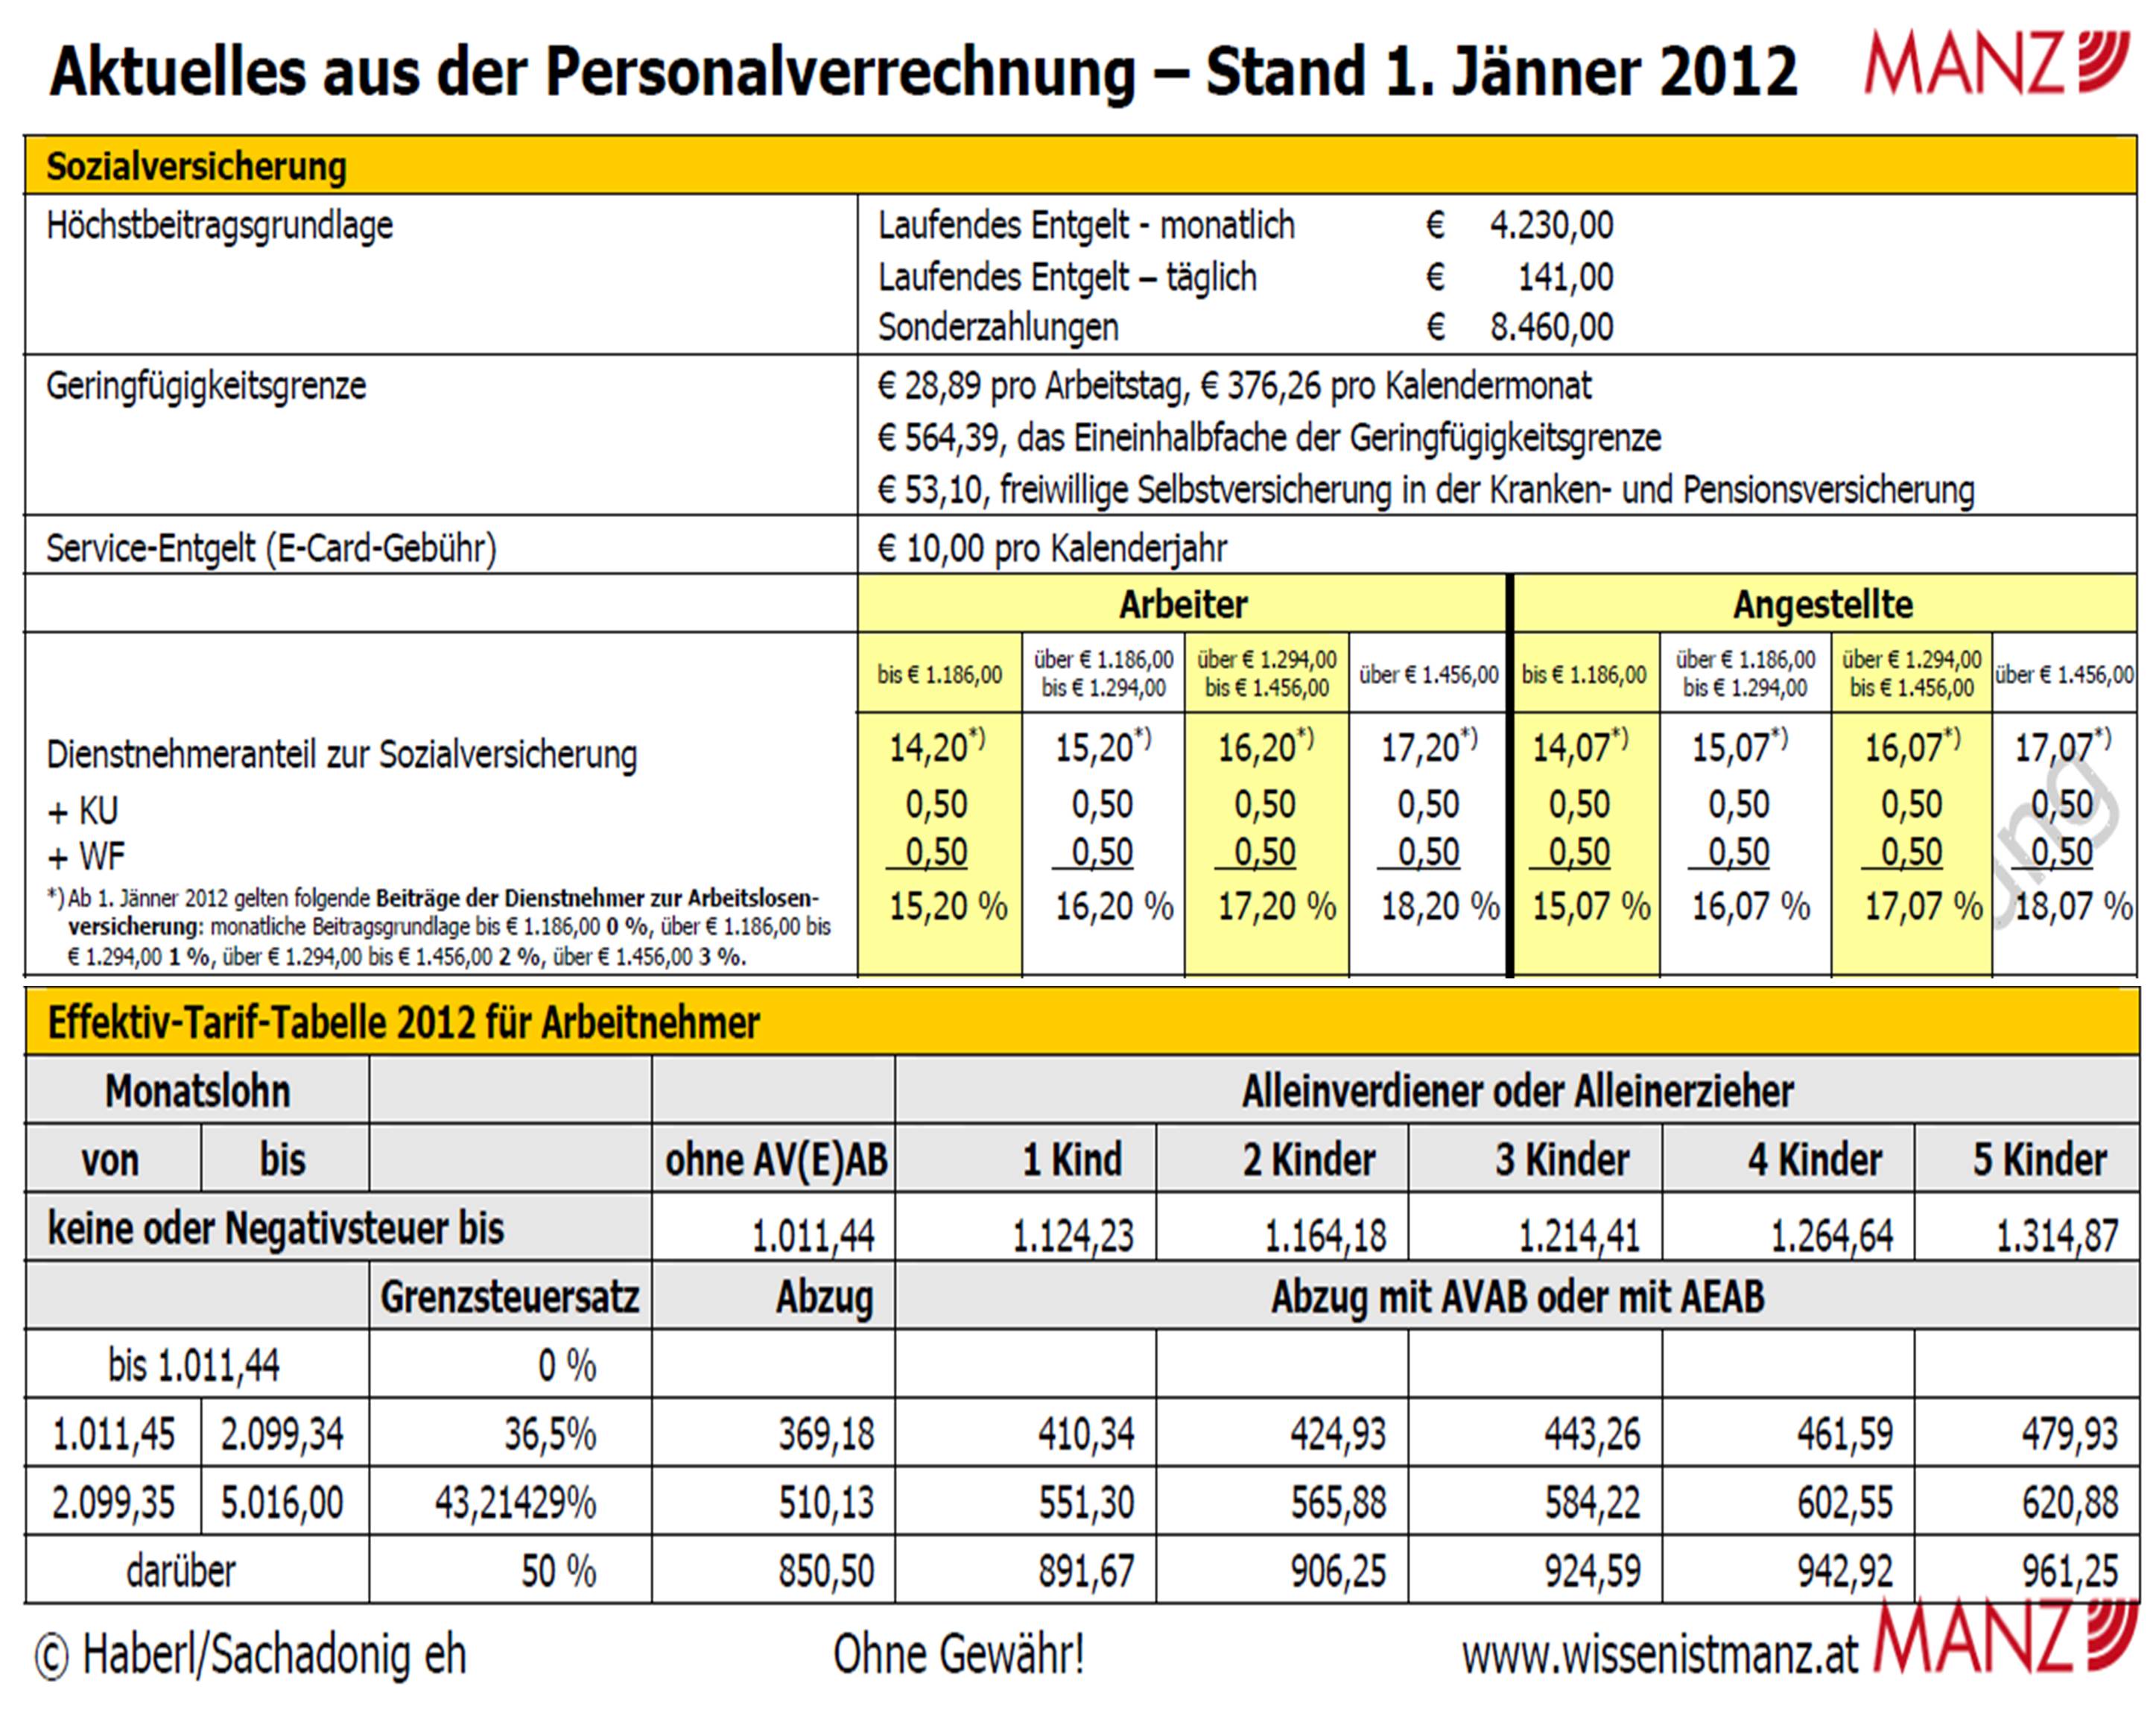 Aktuelles aus der Personalverrechnung – Stand 1. Jänner 2012 MANZ
Sozialversicherung
Höchstbeitragsgrundlage Laufendes Entgelt - monatlich € 4.230,00
Laufendes Entgelt – täglich € 141,00
Sonderzahlungen € 8.460,00
Geringfügigkeitsgrenze € 28,89 pro Arbeitstag, € 376,26 pro Kalendermonat
€ 564,39, das Eineinhalbfache der Geringfügigkeitsgrenze
€ 53,10, freiwillige Selbstversicherung in der Kranken- und Pensionsversicherung
Service-Entgelt (E-Card-Gebühr) € 10,00 pro Kalenderjahr
Arbeiter Angestellte
bis € 1.186,00 über € 1.186,00 bis € 1.294,00 über € 1.294,00 bis € 1.456,00 über € 1.456,00 bis € 1.186,00 über € 1.186,00 bis € 1.294,00 über € 1.294,00 bis € 1.456,00 über € 1.456,00
Dienstnehmeranteil zur Sozialversicherung 14,20*) 15,20*) 16,20*) 17,20*) 14,07*) 15,07*) 16,07*) 17,07*)
+ KU 0,50 0,50 0,50 0,50 0,50 0,50 0,50 0,50
+ WF 0,50 0,50 0,50 0,50 0,50 0,50 0,50 0,50
15,20 % 16,20 % 17,20 % 18,20 % 15,07 % 16,07 % 17,07 % 18,07 %
*) Ab 1. Jänner 2012 gelten folgende Beiträge der Dienstnehmer zur Arbeitslosen-
versicherung: monatliche Beitragsgrundlage bis € 1.186,00 0 %, über € 1.186,00 bis
€ 1.294,00 1 %, über € 1.294,00 bis € 1.456,00 2 %, über € 1.456,00 3 %.
ung
Effektiv-Tarif-Tabelle 2012 für Arbeitnehmer
Monatslohn Alleinverdiener oder Alleinerzieher
von bis ohne AV(E)AB 1 Kind 2 Kinder 3 Kinder 4 Kinder 5 Kinder
keine oder Negativsteuer bis 1.011,44 1.124,23 1.164,18 1.214,41 1.264,64 1.314,87
Grenzsteuersatz Abzug Abzug mit AVAB oder mit AEAB
bis 1.011,44 0 %
1.011,45 2.099,34 36,5% 369,18 410,34 424,93 443,26 461,59 479,93
2.099,35 5.016,00 43,21429% 510,13 551,30 565,88 584,22 602,55 620,88
darüber 50 % 850,50 891,67 906,25 924,59 942,92 961,25
© Haberl/Sachadonig eh Ohne Gewähr! www.wissenistmanz.at MANZ